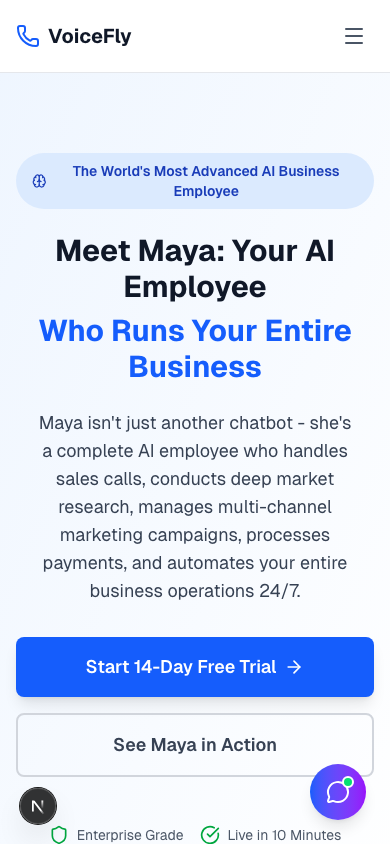 VoiceFly
The World's Most Advanced AI Business
Employee
Meet Maya: Your AI
Employee
Who Runs Your Entire
Business
Maya isn't just another chatbot - she's
a complete AI employee who handles
sales calls, conducts deep market
research, manages multi-channel
marketing campaigns, processes
payments, and automates your entire
business operations 24/7.
Start 14-Day Free Trial
See Maya in Action
N
Enterprise Grade
Live in 10 Minutes